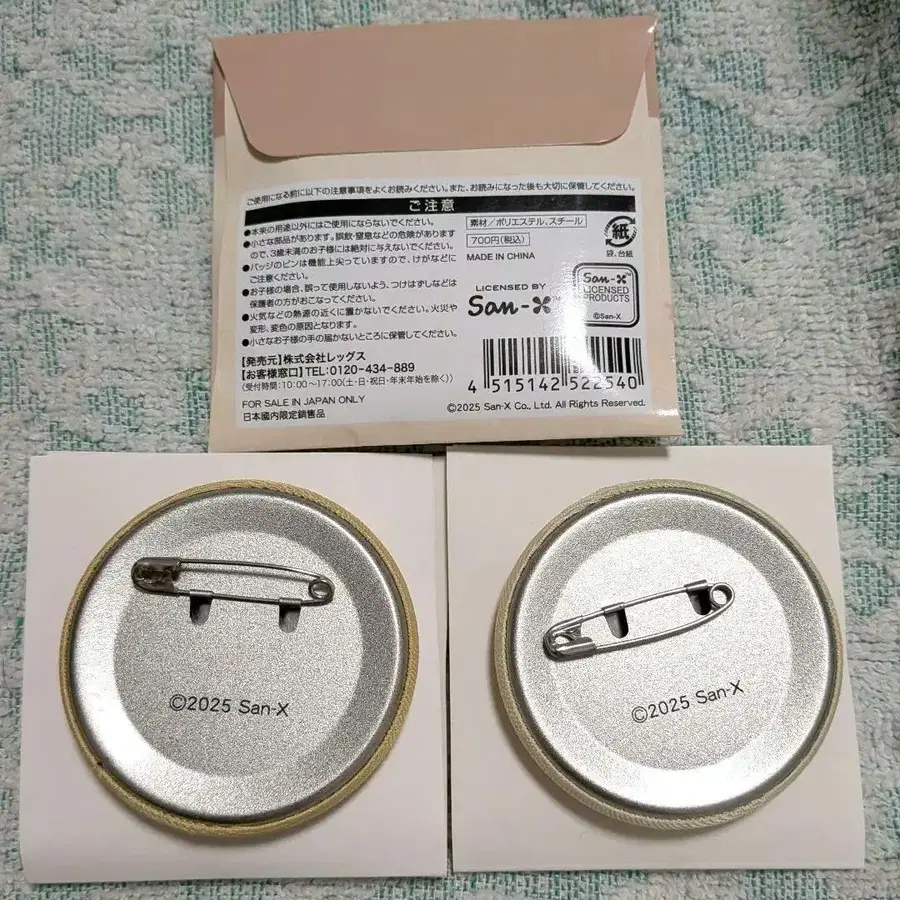 ご使用になる前に以下の注意事項をよくお読みください。また、お読みになった後も大切に保管してください。
ご注意
●本来の用途以外にはご使用にならないでください。
●小さな部品があります。誤飲・窒息などの危険がありますので、3歳未満のお子様には絶対に与えないでください。
●バッジのピンは機能上尖っていますので、けがなどにご注意ください。
●お子様の場合、誤って使用しないよう、つけはずしなどは保護者の方がおこなってください。
●火気などの熱源の近くに置かないでください。火災や変形、変色の原因となります。
●小さなお子様の手の届かないところに保管してください。
【発売元】株式会社レッグス
【お客様窓口】TEL:0120-434-889
〈受付時間:10:00〜17:00(土・日・祝日・年末年始を除く)〉
FOR SALE IN JAPAN ONLY
日本國内限定銷售品
素材/ポリエステル、スチール
700円(税込)
MADE IN CHINA
紙
袋、台紙
LICENSED BY
San-X™
San-X
LICENSED
PRODUCTS
©San-X
4 515142 522540
©2025 San-X Co., Ltd. All Rights Reserved.
©2025 San-X
©2025 San-X